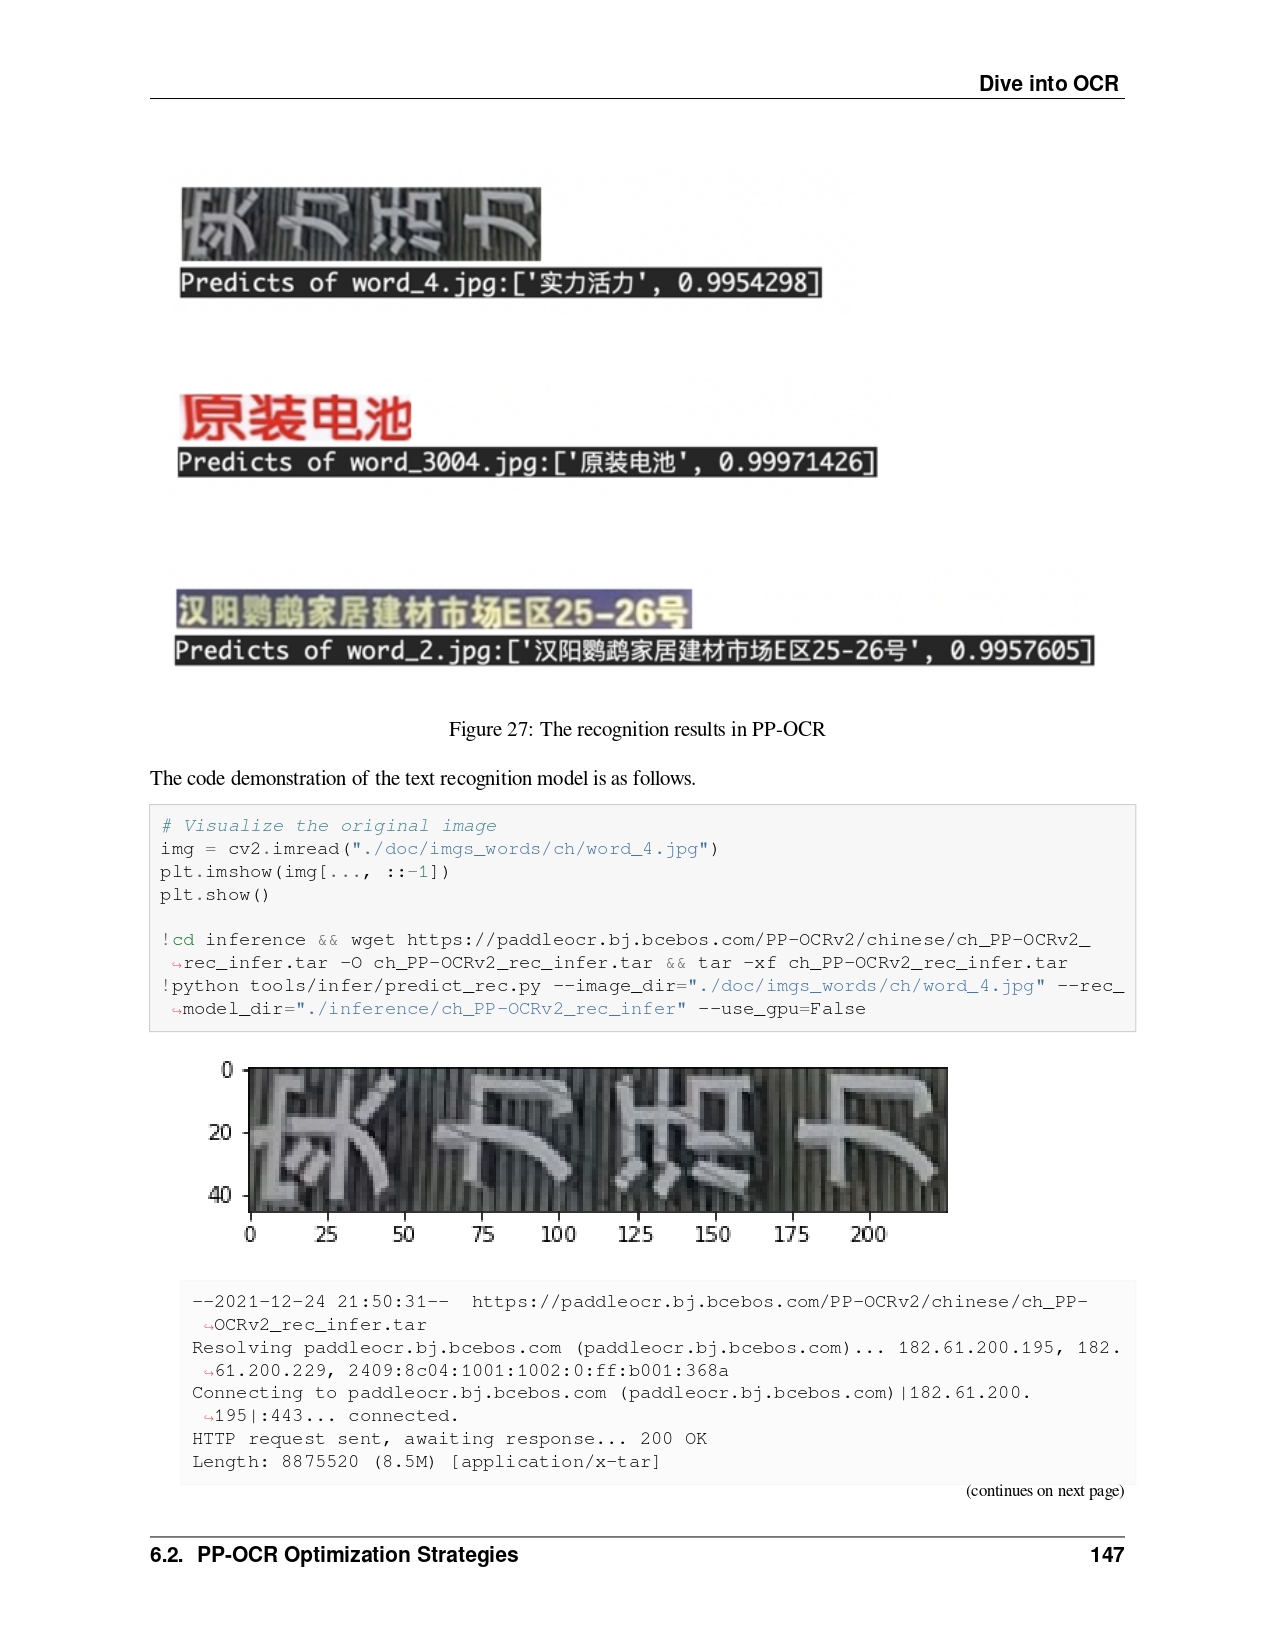 Dive into OCR
实力活力
Predicts of word_4.jpg:['实力活力', 0.9954298]
原装电池
Predicts of word_3004.jpg:['原装电池', 0.99971426]
汉阳鹦鹉家居建材市场E区25-26号
Predicts of word_2.jpg:['汉阳鹦鹉家居建材市场E区25-26号', 0.9957605]
Figure 27: The recognition results in PP-OCR
The code demonstration of the text recognition model is as follows.
# Visualize the original image
img = cv2.imread("./doc/imgs_words/ch/word_4.jpg")
plt.imshow(img[..., ::-1])
plt.show()
!cd inference && wget https://paddleocr.bj.bcebos.com/PP-OCRv2/chinese/ch_PP-OCRv2_
↪rec_infer.tar -O ch_PP-OCRv2_rec_infer.tar && tar -xf ch_PP-OCRv2_rec_infer.tar
!python tools/infer/predict_rec.py --image_dir="./doc/imgs_words/ch/word_4.jpg" --rec_
↪model_dir="./inference/ch_PP-OCRv2_rec_infer" --use_gpu=False
0
20
40
实力活力
0 25 50 75 100 125 150 175 200
--2021-12-24 21:50:31--  https://paddleocr.bj.bcebos.com/PP-OCRv2/chinese/ch_PP-
↪OCRv2_rec_infer.tar
Resolving paddleocr.bj.bcebos.com (paddleocr.bj.bcebos.com)... 182.61.200.195, 182.
↪61.200.229, 2409:8c04:1001:1002:0:ff:b001:368a
Connecting to paddleocr.bj.bcebos.com (paddleocr.bj.bcebos.com)|182.61.200.
↪195|:443... connected.
HTTP request sent, awaiting response... 200 OK
Length: 8875520 (8.5M) [application/x-tar]
(continues on next page)
6.2. PP-OCR Optimization Strategies 147